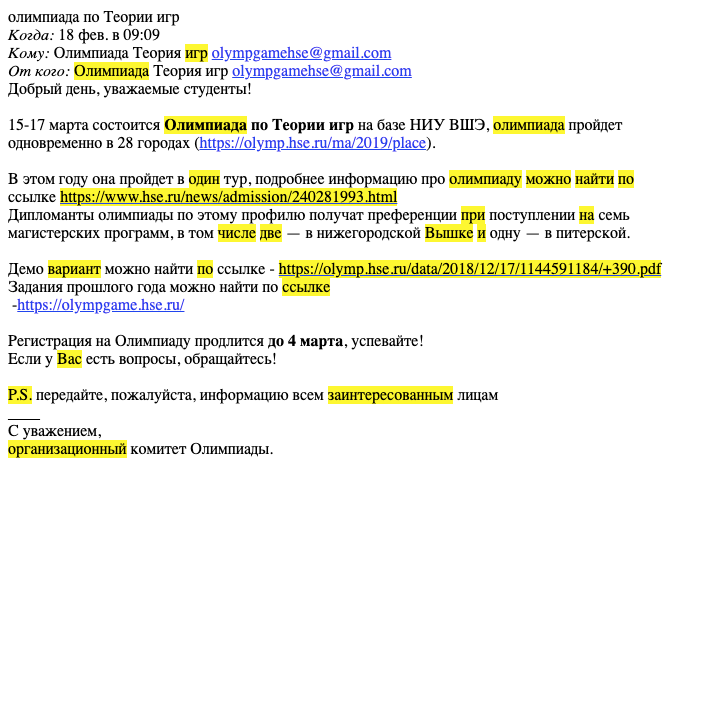 олимпиада по Теории игр
Когда: 18 фев. в 09:09
Кому: Олимпиада Теория игр olympgamehse@gmail.com
От кого: Олимпиада Теория игр olympgamehse@gmail.com
Добрый день, уважаемые студенты!
15-17 марта состоится Олимпиада по Теории игр на базе НИУ ВШЭ, олимпиада пройдет
одновременно в 28 городах (https://olymp.hse.ru/ma/2019/place).
В этом году она пройдет в один тур, подробнее информацию про олимпиаду можно найти по
ссылке https://www.hse.ru/news/admission/240281993.html
Дипломанты олимпиады по этому профилю получат преференции при поступлении на семь
магистерских программ, в том числе две — в нижегородской Вышке и одну — в питерской.
Демо вариант можно найти по ссылке - https://olymp.hse.ru/data/2018/12/17/1144591184/+390.pdf
Задания прошлого года можно найти по ссылке
-https://olympgame.hse.ru/
Регистрация на Олимпиаду продлится до 4 марта, успевайте!
Если у Вас есть вопросы, обращайтесь!
P.S. передайте, пожалуйста, информацию всем заинтересованным лицам
____
С уважением,
организационный комитет Олимпиады.